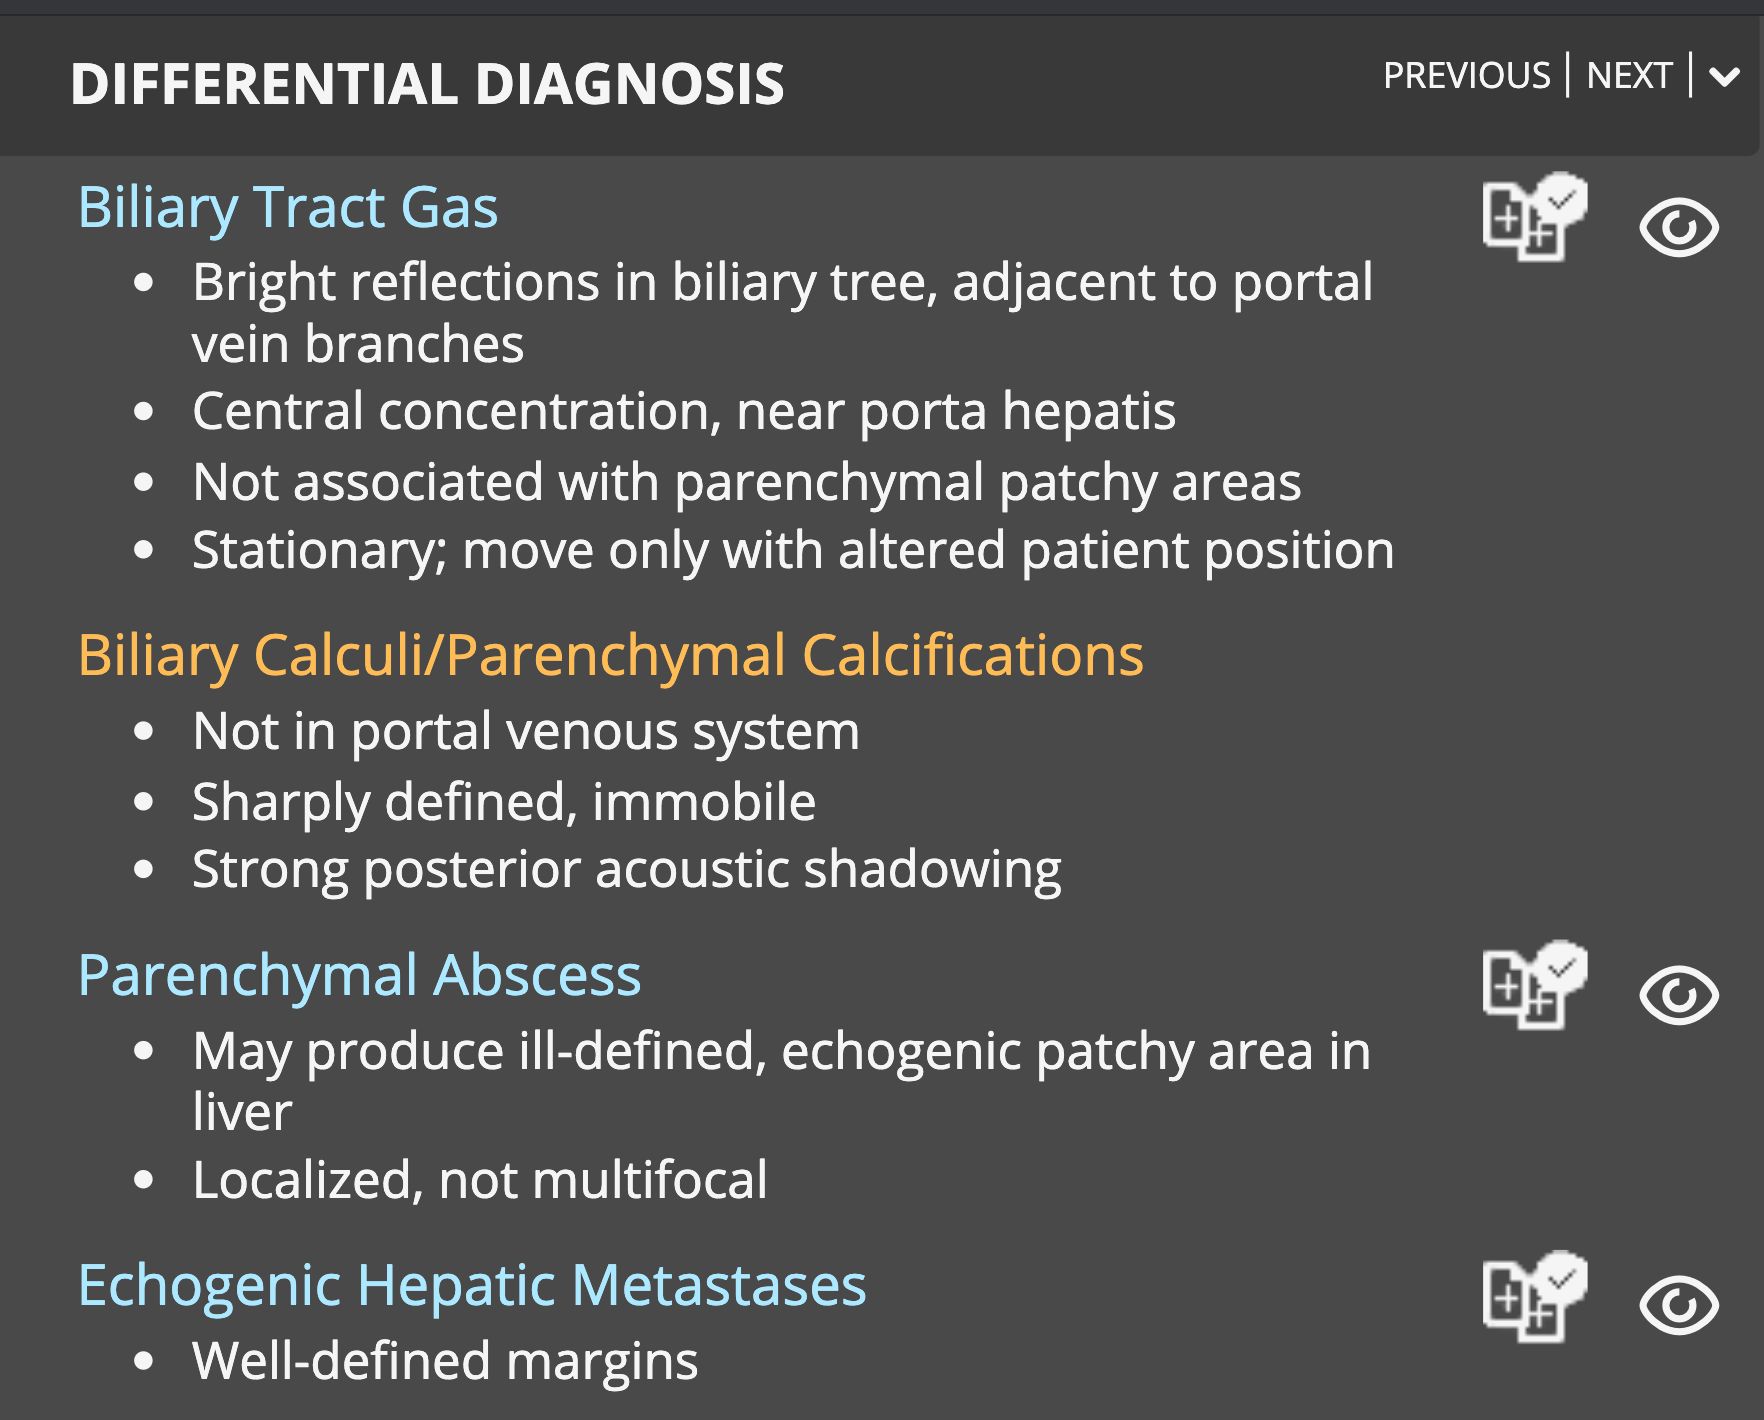 DIFFERENTIAL DIAGNOSIS
PREVIOUS | NEXT |
Biliary Tract Gas
• Bright reflections in biliary tree, adjacent to portal
vein branches
• Central concentration, near porta hepatis
• Not associated with parenchymal patchy areas
• Stationary; move only with altered patient position
Biliary Calculi/Parenchymal Calcifications
• Not in portal venous system
• Sharply defined, immobile
• Strong posterior acoustic shadowing
Parenchymal Abscess
• May produce ill-defined, echogenic patchy area in
liver
• Localized, not multifocal
Echogenic Hepatic Metastases
• Well-defined margins